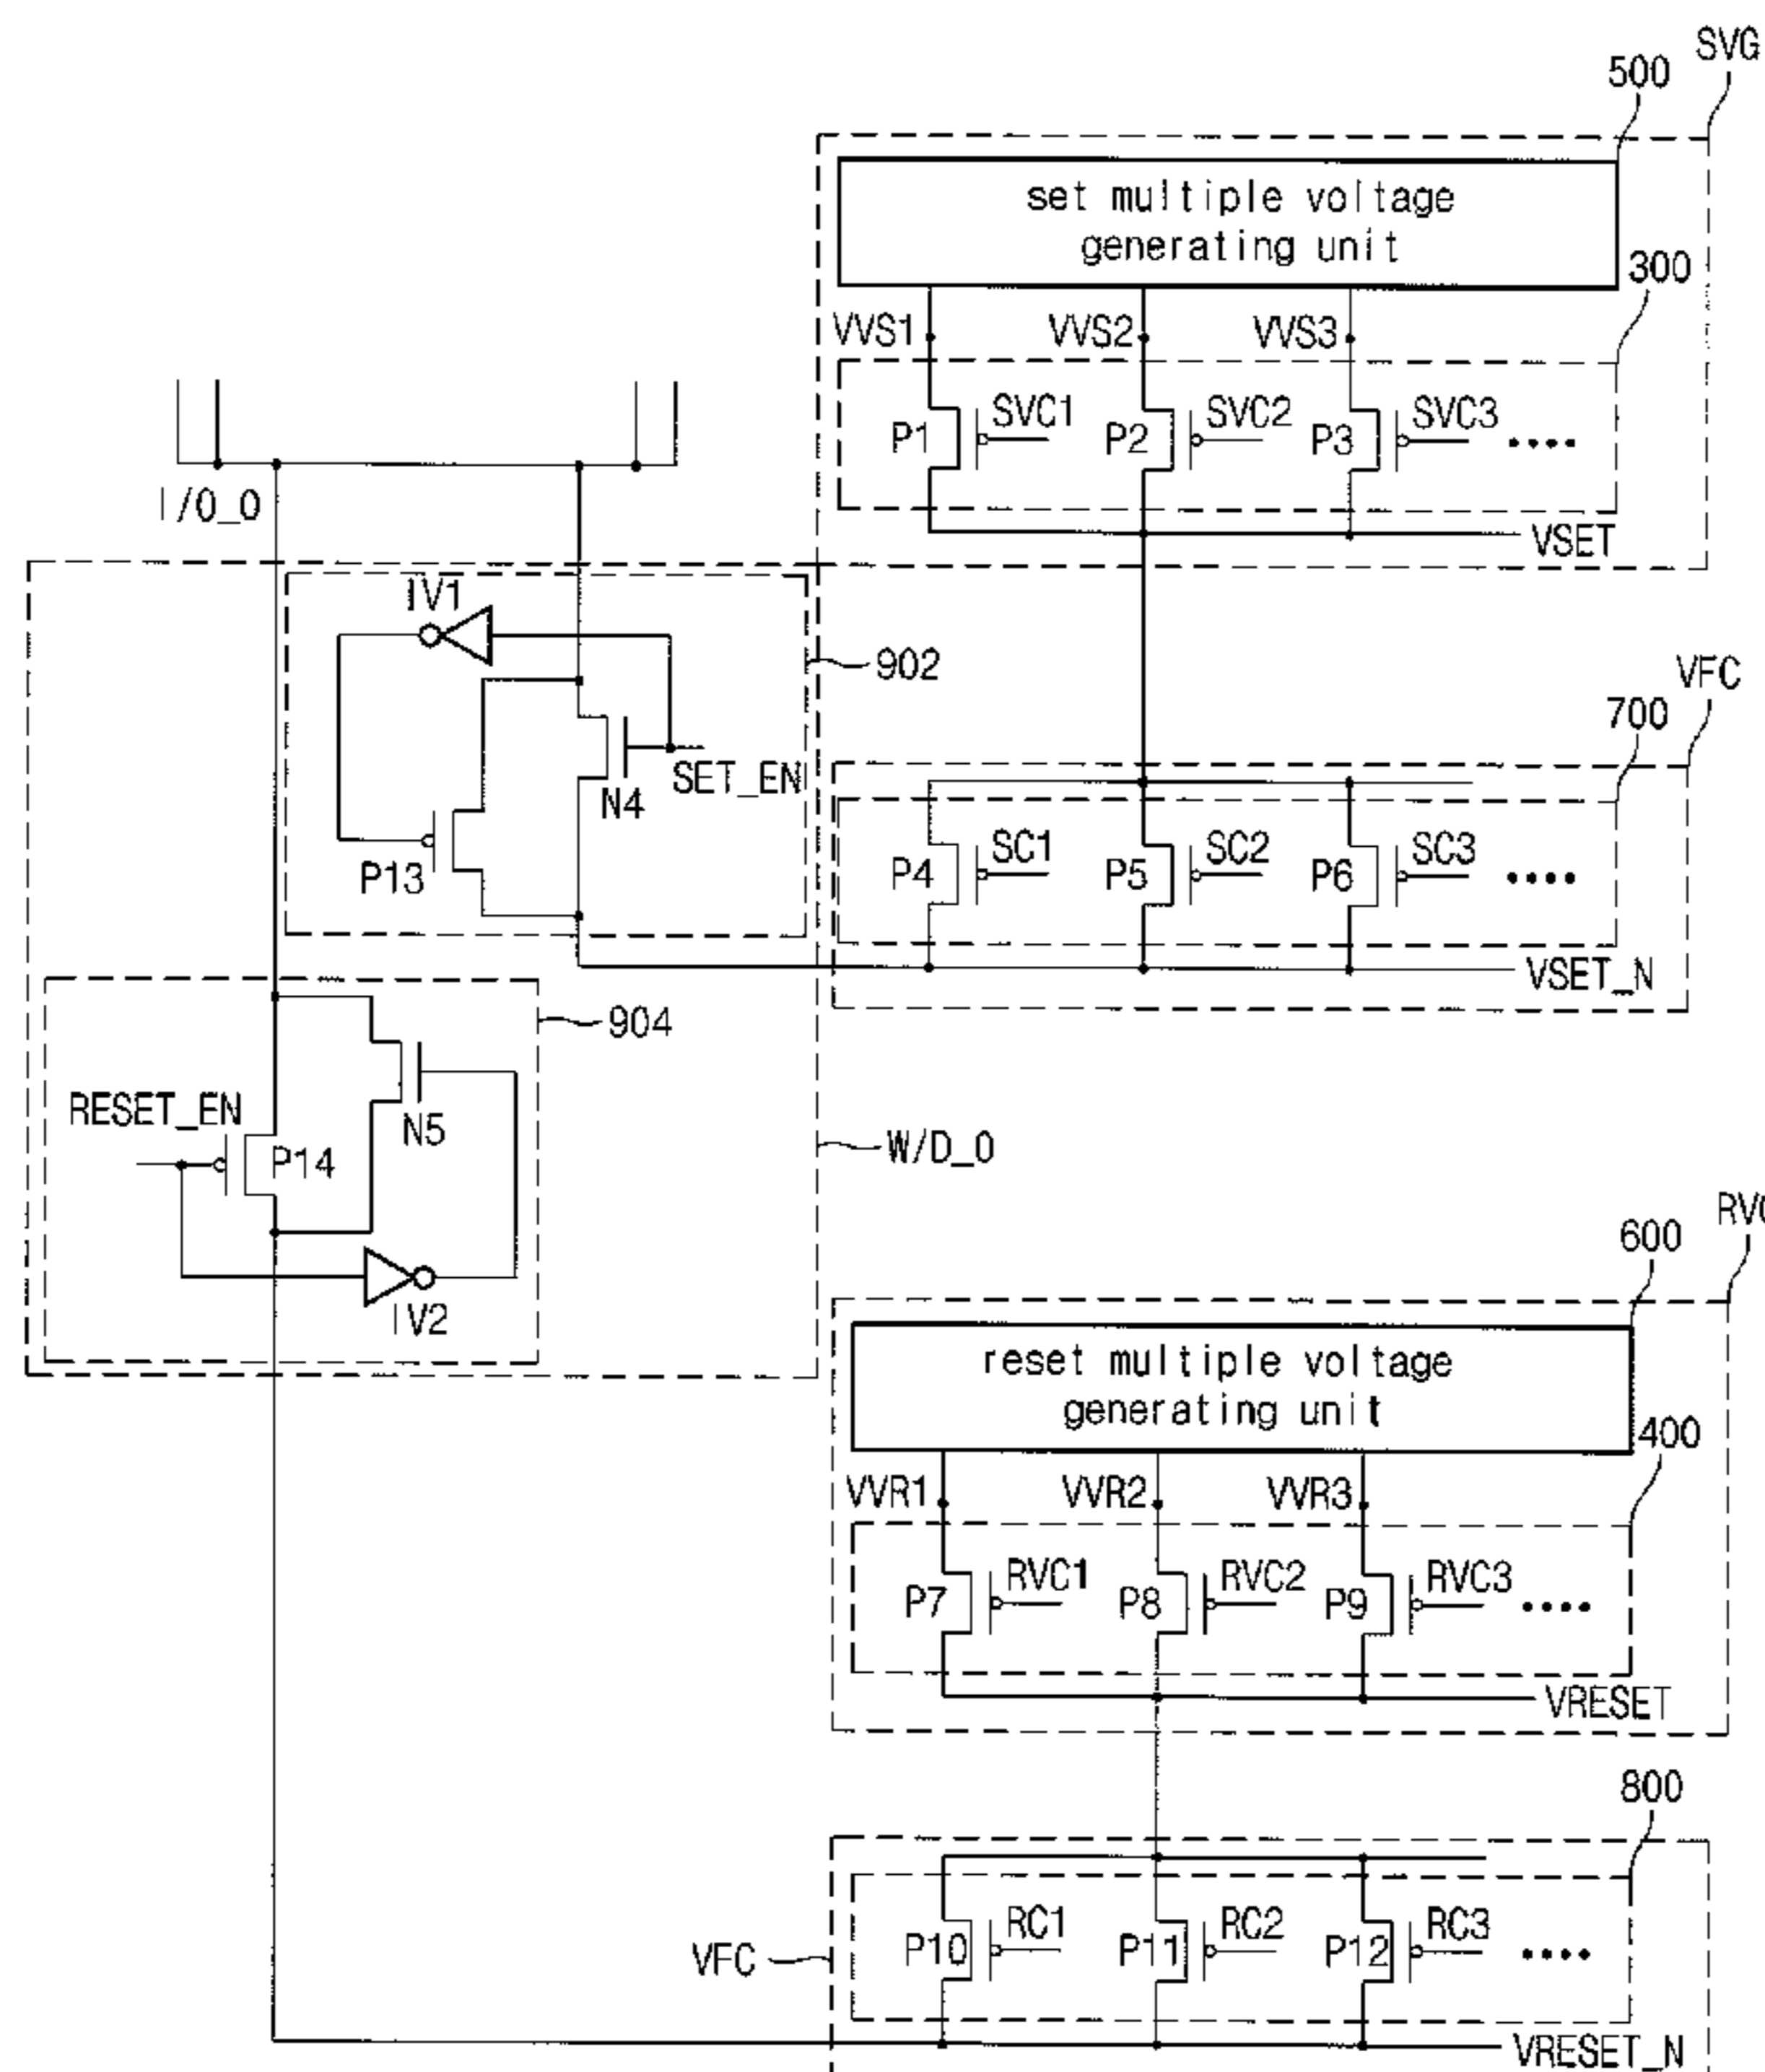 SVG
500
set multiple voltage
generating unit
300
VVS1
VVS2
VVS3
P1
SVC1
P2
SVC2
P3
SVC3
••••
VSET
I/O_0
IV1
902
SET_EN
N4
P13
VFC
700
P4
SC1
P5
SC2
P6
SC3
••••
VSET_N
904
RESET_EN
P14
N5
IV2
W/D_0
600
reset multiple voltage
generating unit
400
VVR1
VVR2
VVR3
P7
RVC1
P8
RVC2
P9
RVC3
••••
VRESET
800
VFC
P10
RC1
P11
RC2
P12
RC3
••••
VRESET_N